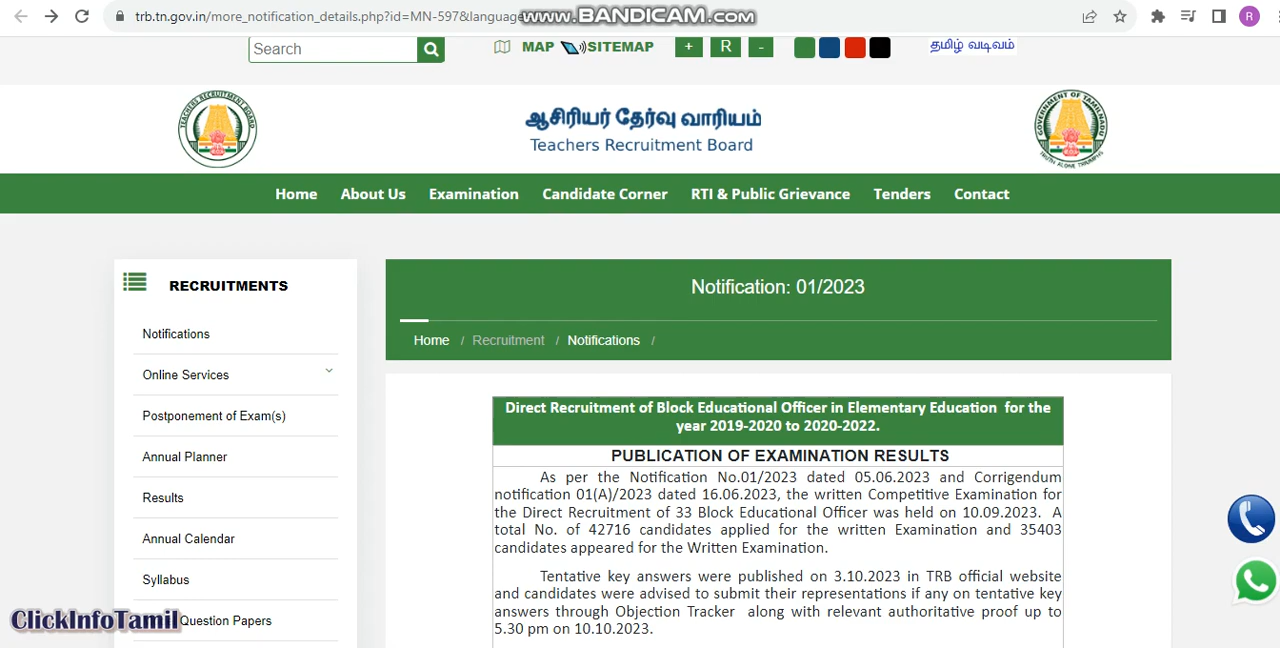 trb.tn.gov.in/more_notification_details.php?id=MN-597&language
www.BANDICAM.com
R
Search
MAP
SITEMAP
+
R
-
தமிழ் வடிவம்
TEACHERS RECRUITMENT BOARD
ஆசிரியர் தேர்வு வாரியம்
Teachers Recruitment Board
GOVERNMENT OF TAMILNADU
TRUTH ALONE TRIUMPHS
Home
About Us
Examination
Candidate Corner
RTI & Public Grievance
Tenders
Contact
RECRUITMENTS
Notifications
Online Services
Postponement of Exam(s)
Annual Planner
Results
Annual Calendar
Syllabus
Question Papers
ClickInfoTamil
Notification: 01/2023
Home / Recruitment / Notifications /
Direct Recruitment of Block Educational Officer in Elementary Education for the
year 2019-2020 to 2020-2022.
PUBLICATION OF EXAMINATION RESULTS
As per the Notification No.01/2023 dated 05.06.2023 and Corrigendum
notification 01(A)/2023 dated 16.06.2023, the written Competitive Examination for
the Direct Recruitment of 33 Block Educational Officer was held on 10.09.2023. A
total No. of 42716 candidates applied for the written Examination and 35403
candidates appeared for the Written Examination.
Tentative key answers were published on 3.10.2023 in TRB official website
and candidates were advised to submit their representations if any on tentative key
answers through Objection Tracker along with relevant authoritative proof up to
5.30 pm on 10.10.2023.